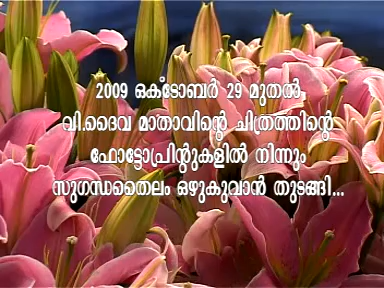 2009 ഒക്ടോബർ 29 മുതൽ
വി.ദൈവ മാതാവിന്റെ ചിത്രത്തിന്റെ
ഫോട്ടോപ്രിന്റുകളിൽ നിന്നും
സുഗന്ധതൈലം ഒഴുകുവാൻ തുടങ്ങി...